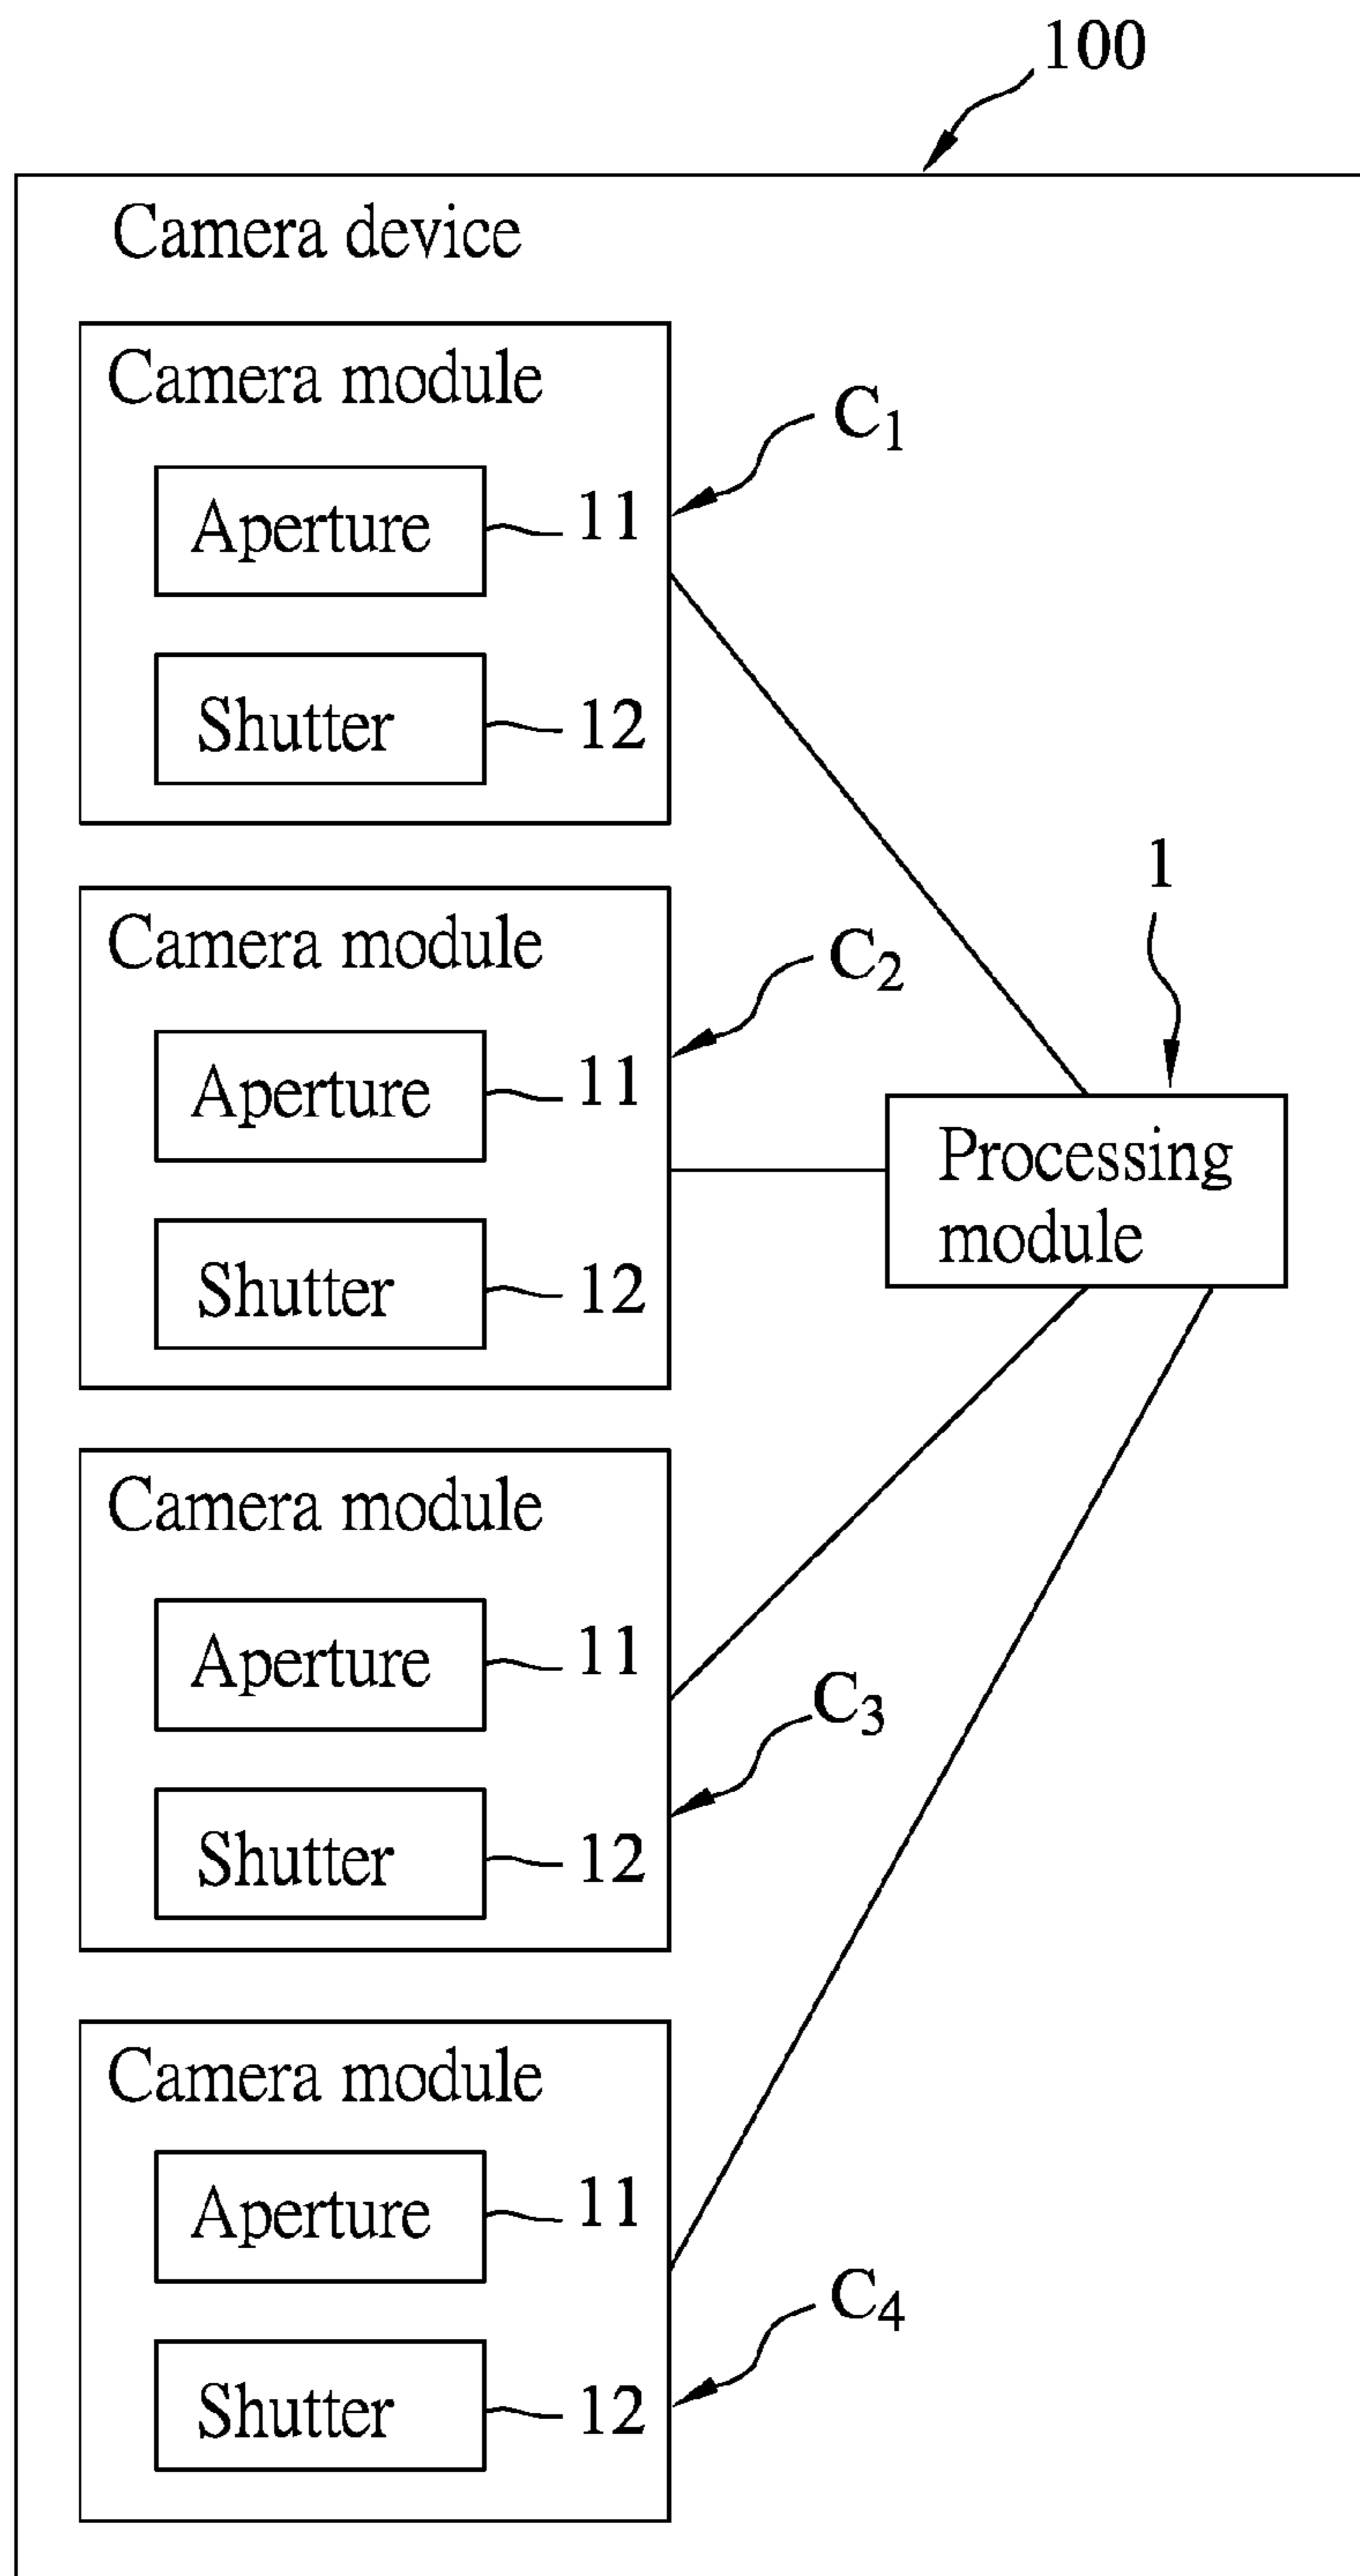 100
Camera device
Camera module
C1
Aperture
11
Shutter
12
Camera module
C2
Aperture
11
Shutter
12
1
Processing
module
Camera module
Aperture
11
C3
Shutter
12
Camera module
Aperture
11
C4
Shutter
12